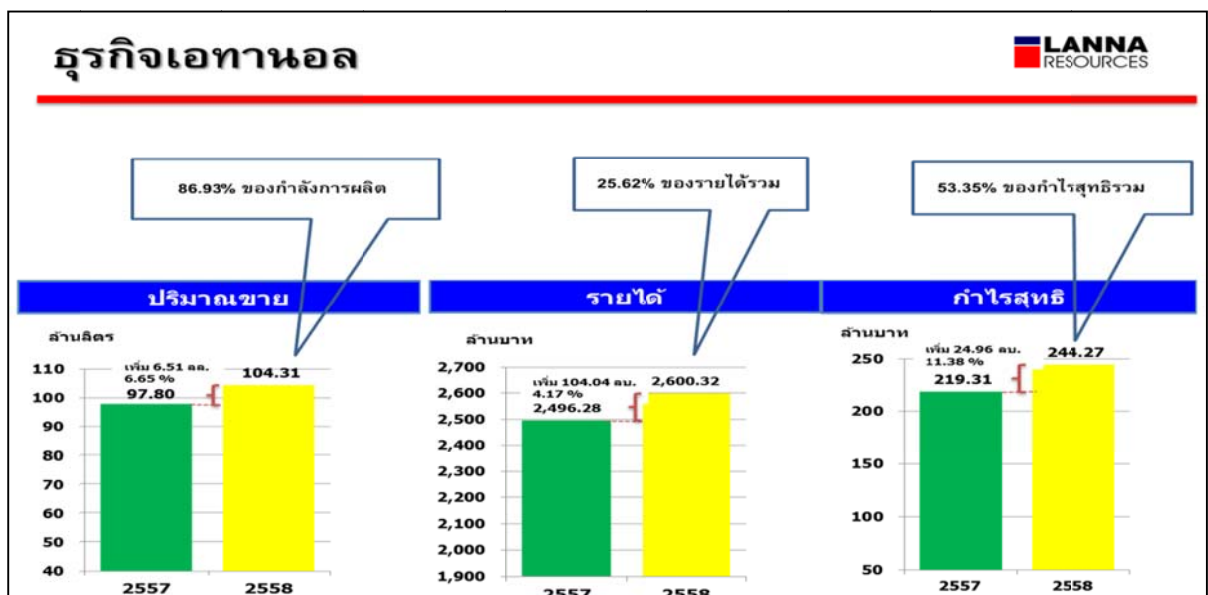 ธุรกิจเอทานอล
LANNA
RESOURCES
86.93% ของกำลังการผลิต
25.62% ของรายได้รวม
53.35% ของกำไรสุทธิรวม
ปริมาณขาย
รายได้
กำไรสุทธิ
ล้านลิตร
110
100
90
80
70
60
50
40
เพิ่ม 6.51 ลล.
6.65 %
97.80
104.31
2557
2558
ล้านบาท
2,700
2,600
2,500
2,400
2,300
2,200
2,100
2,000
1,900
เพิ่ม 104.04 ลบ.
4.17 %
2,496.28
2,600.32
2557
2558
ล้านบาท
250
200
150
100
50
เพิ่ม 24.96 ลบ.
11.38 %
219.31
244.27
2557
2558